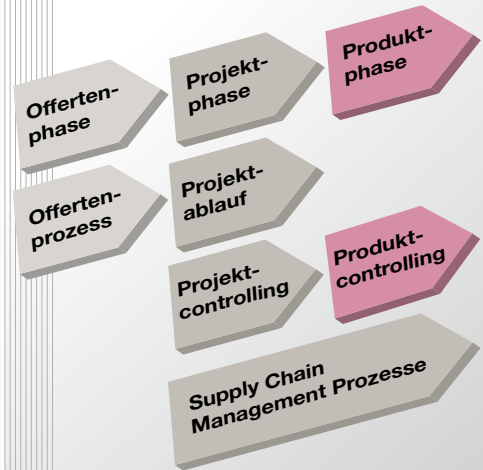 Offerten-
phase
Projekt-
phase
Produkt-
phase
Offerten-
prozess
Projekt-
ablauf
Projekt-
controlling
Produkt-
controlling
Supply Chain
Management Prozesse